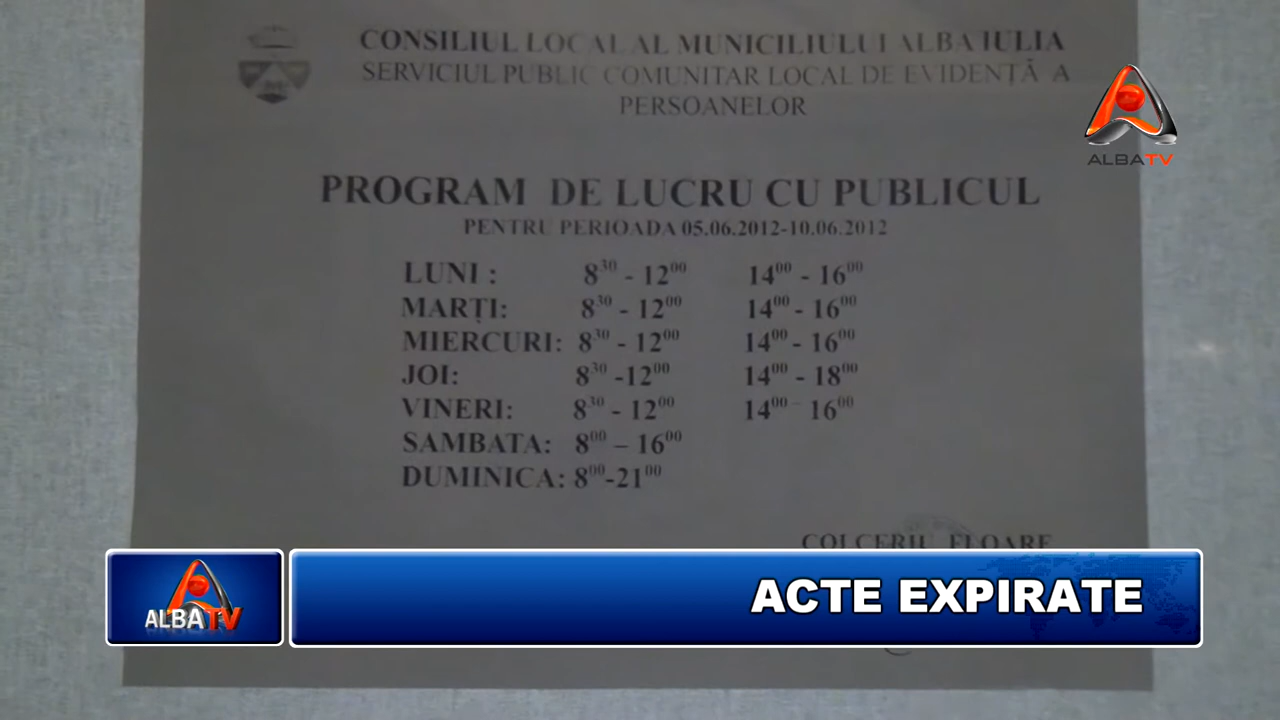 CONSILIUL LOCAL AL MUNICILIULUI ALBA IULIA
SERVICIUL PUBLIC COMUNITAR LOCAL DE EVIDENȚĂ A
PERSOANELOR
ALBATV
PROGRAM DE LUCRU CU PUBLICUL
PENTRU PERIOADA 05.06.2012-10.06.2012
LUNI : 8³⁰ - 12⁰⁰ 14⁰⁰ - 16⁰⁰
MARȚI: 8³⁰ - 12⁰⁰ 14⁰⁰ - 16⁰⁰
MIERCURI: 8³⁰ - 12⁰⁰ 14⁰⁰ - 16⁰⁰
JOI: 8³⁰ -12⁰⁰ 14⁰⁰ - 18⁰⁰
VINERI: 8³⁰ - 12⁰⁰ 14⁰⁰ - 16⁰⁰
SAMBATA: 8⁰⁰ – 16⁰⁰
DUMINICA: 8⁰⁰-21⁰⁰
COLCERIU FLOARE
ALBATV
ACTE EXPIRATE